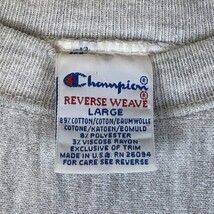 Champion®
REVERSE WEAVE®
LARGE
89% COTTON/COTON/BAUMWOLLE
COTONE/KATOEN/BOMULD
8% POLYESTER
3% VISCOSE RAYON
EXCLUSIVE OF TRIM
MADE IN U.S.A RN 26094
FOR CARE SEE REVERSE